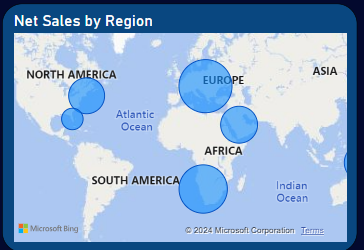 Net Sales by Region
NORTH AMERICA
EUROPE
ASIA
Atlantic
Ocean
AFRICA
SOUTH AMERICA
Indian
Ocean
Microsoft Bing
© 2024 Microsoft Corporation Terms